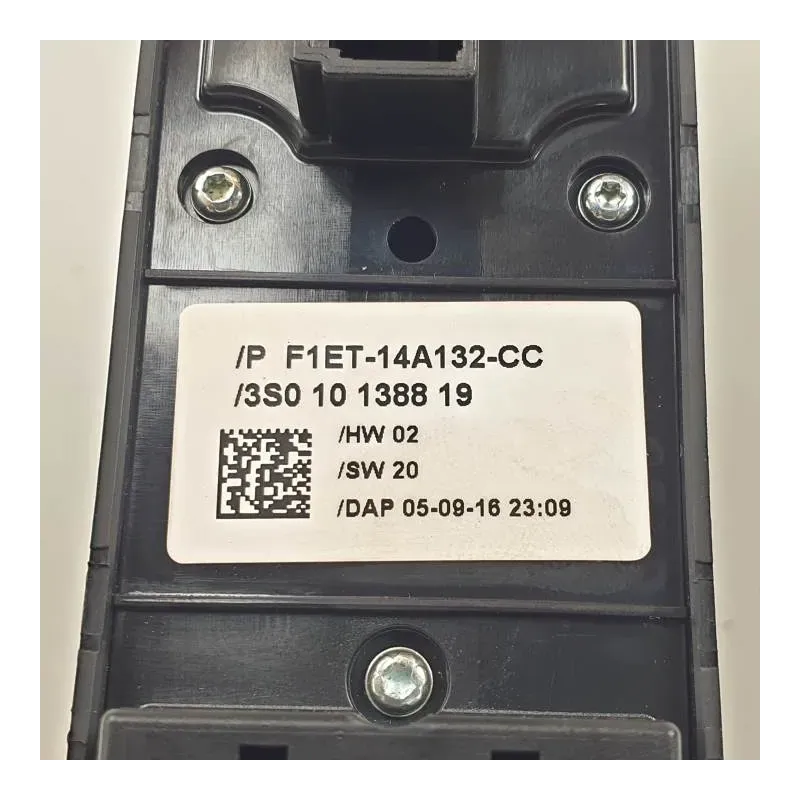 /P F1ET-14A132-CC
/3S0 10 1388 19
/HW 02
/SW 20
/DAP 05-09-16 23:09